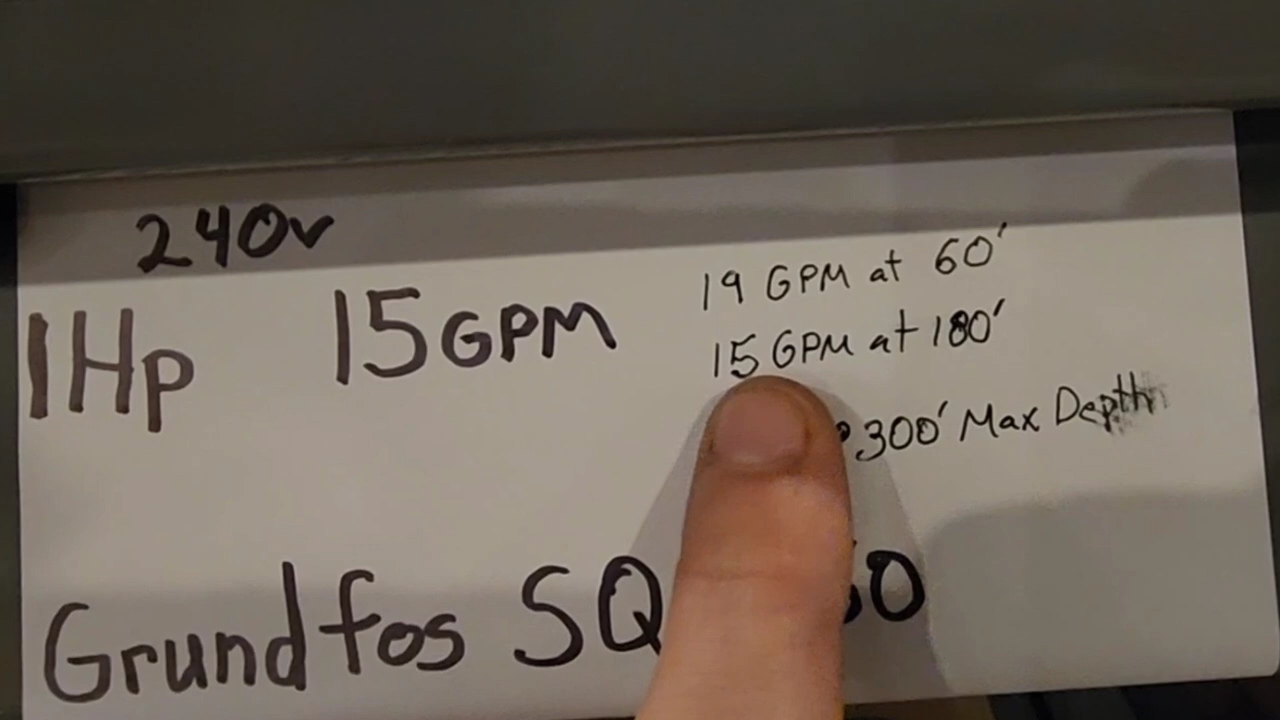 240v
1Hp 15GPM
19 GPM at 60'
15 GPM at 180'
300' Max Depth
Grundfos SQ